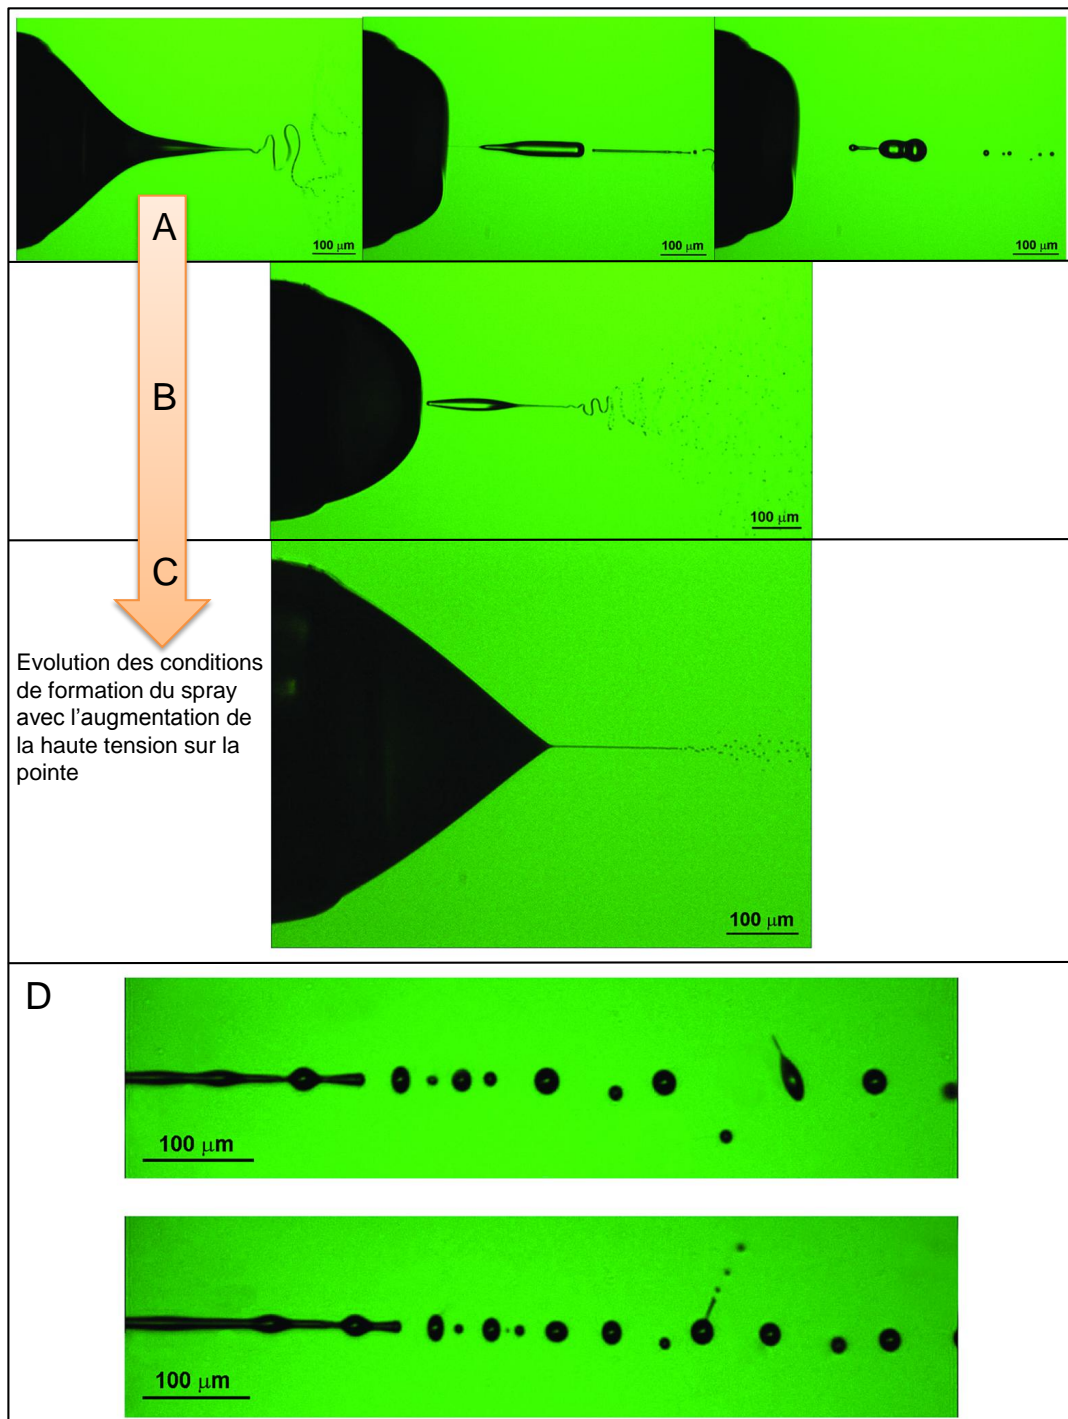 A
100 μm
100 μm
100 μm
B
100 μm
C
100 μm
Evolution des conditions
de formation du spray
avec l’augmentation de
la haute tension sur la
pointe
D
100 μm
100 μm